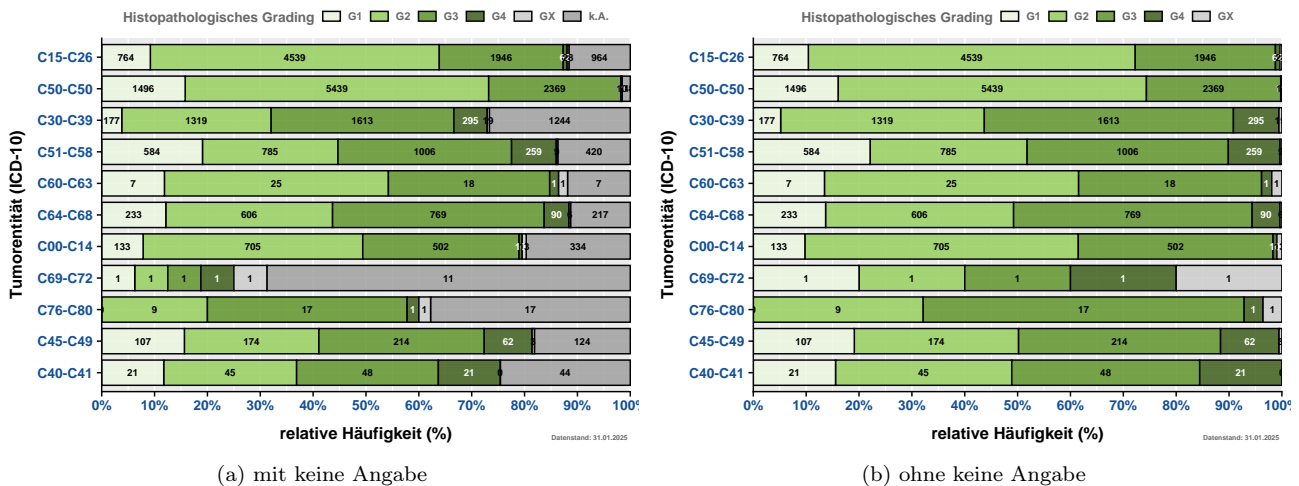 Histopathologisches Grading G1 G2 G3 G4 GX k.A.
Tumorentität (ICD-10)
C15-C26 764 4539 1946 964
C50-C50 1496 5439 2369
C30-C39 177 1319 1613 295 1244
C51-C58 584 785 1006 259 420
C60-C63 7 25 18 1 1 7
C64-C68 233 606 769 90 217
C00-C14 133 705 502 334
C69-C72 1 1 1 1 1 11
C76-C80 0 9 17 1 1 17
C45-C49 107 174 214 62 124
C40-C41 21 45 48 21 0 44
0% 10% 20% 30% 40% 50% 60% 70% 80% 90% 100%
relative Häufigkeit (%)
Datenstand: 31.01.2025
(a) mit keine Angabe
Histopathologisches Grading G1 G2 G3 G4 GX
Tumorentität (ICD-10)
C15-C26 764 4539 1946
C50-C50 1496 5439 2369
C30-C39 177 1319 1613 295
C51-C58 584 785 1006 259
C60-C63 7 25 18 1 1
C64-C68 233 606 769 90
C00-C14 133 705 502
C69-C72 1 1 1 1 1
C76-C80 0 9 17 1 1
C45-C49 107 174 214 62
C40-C41 21 45 48 21 0
0% 10% 20% 30% 40% 50% 60% 70% 80% 90% 100%
relative Häufigkeit (%)
Datenstand: 31.01.2025
(b) ohne keine Angabe